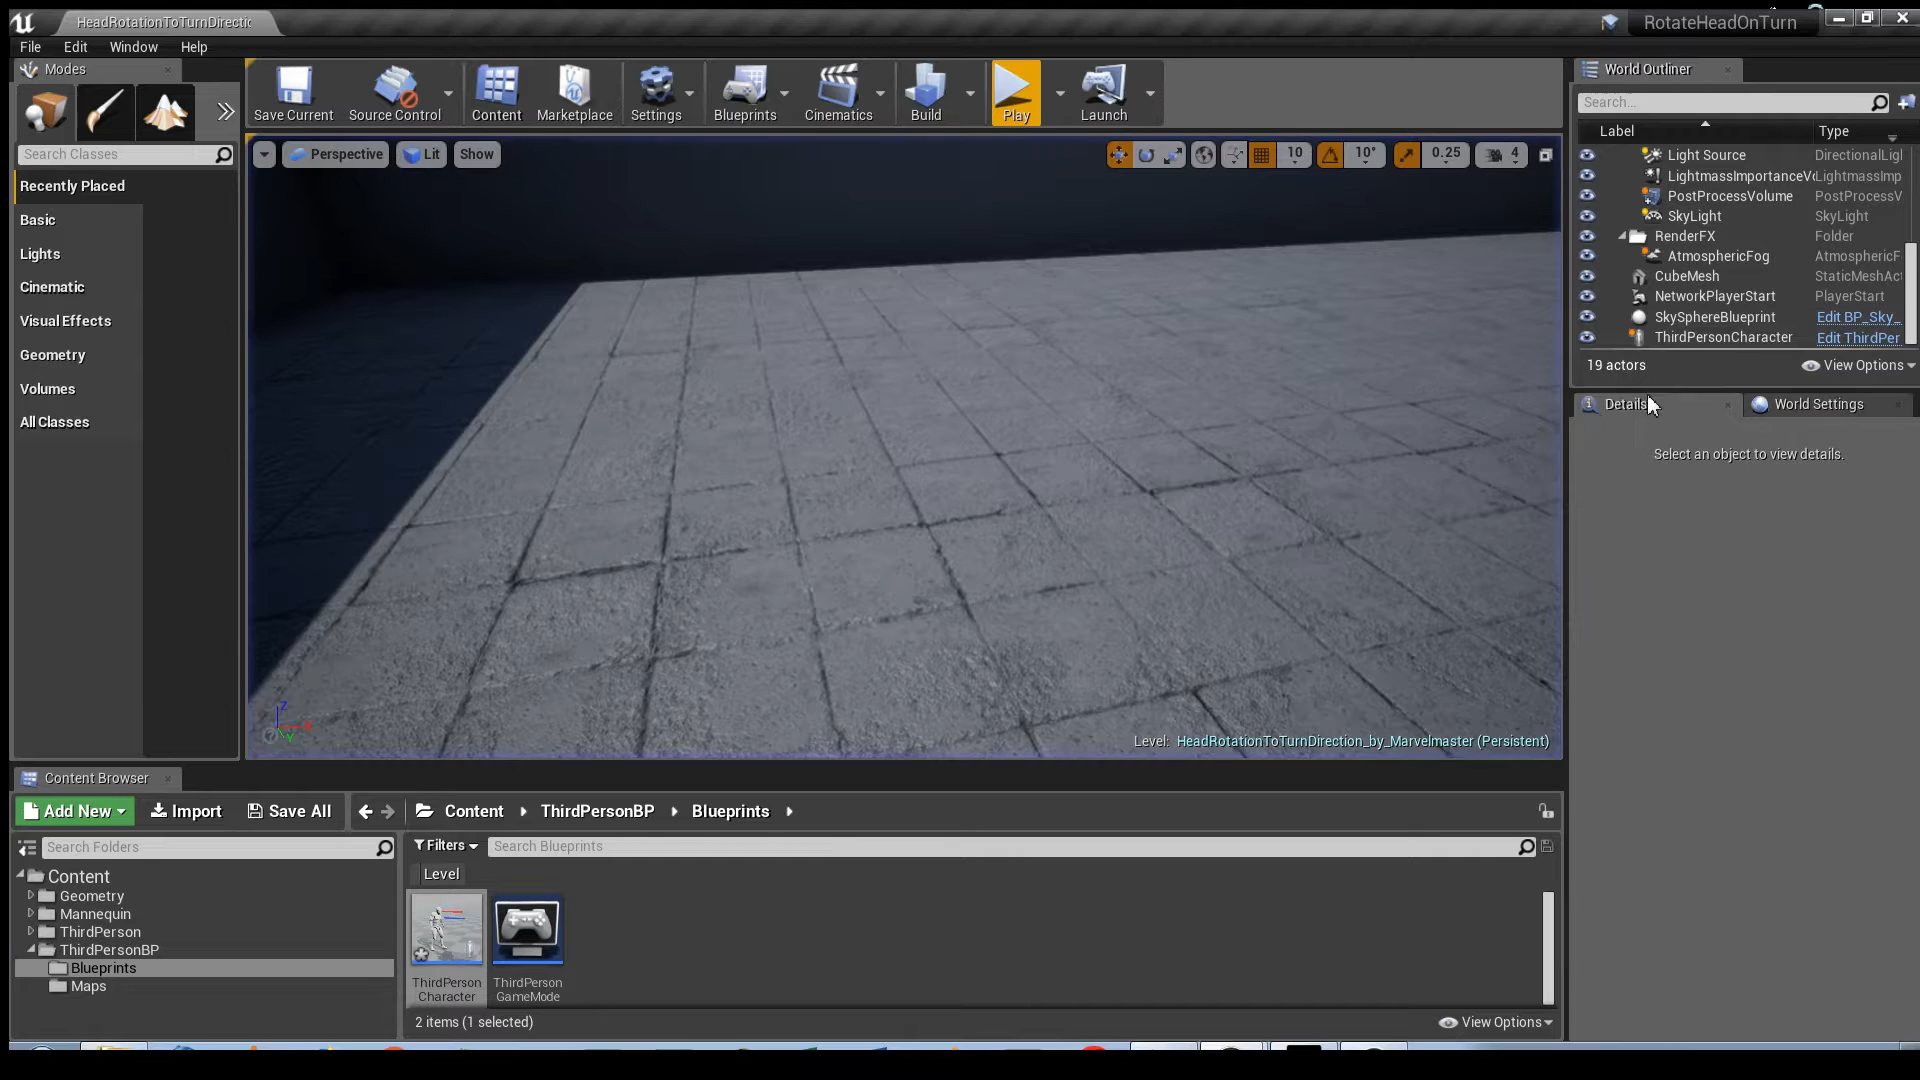 HeadRotationToTurnDirectic
RotateHeadOnTurn
File Edit Window Help
Modes
Search Classes
Recently Placed
Basic
Lights
Cinematic
Visual Effects
Geometry
Volumes
All Classes
Save Current Source Control Content Marketplace Settings Blueprints Cinematics Build Play Launch
Perspective Lit Show
10 10° 0.25 4
Z
X
Y
Level: HeadRotationToTurnDirection_by_Marvelmaster (Persistent)
World Outliner
Search...
Label Type
Light Source DirectionalLigl
LightmassImportanceVo LightmassImp
PostProcessVolume PostProcessV
SkyLight SkyLight
RenderFX Folder
AtmosphericFog AtmosphericF
CubeMesh StaticMeshAct
NetworkPlayerStart PlayerStart
SkySphereBlueprint Edit BP_Sky_
ThirdPersonCharacter Edit ThirdPer
19 actors View Options
Details World Settings
Select an object to view details.
Content Browser
Add New Import Save All Content ThirdPersonBP Blueprints
Search Folders
Content
Geometry
Mannequin
ThirdPerson
ThirdPersonBP
Blueprints
Maps
Filters Search Blueprints
Level
ThirdPerson
Character
ThirdPerson
GameMode
2 items (1 selected) View Options